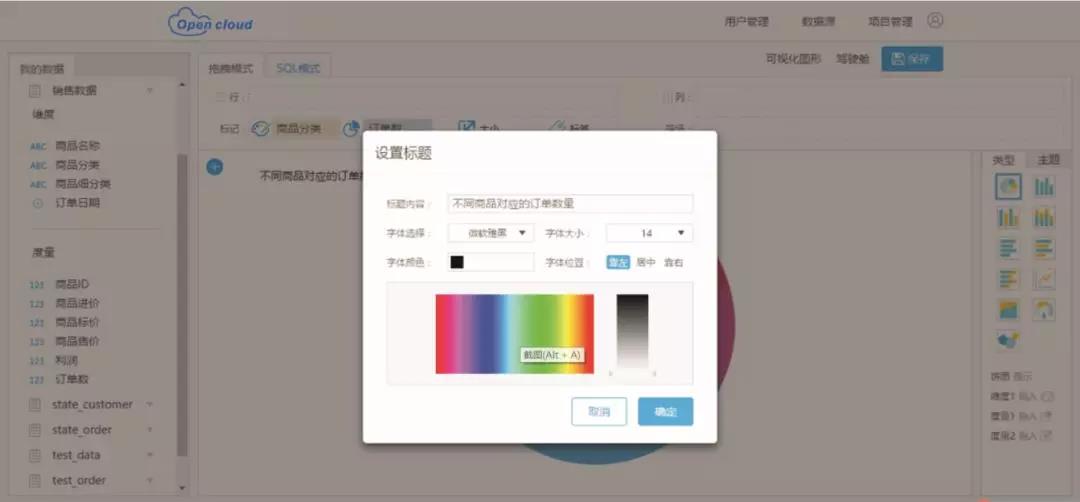 Open cloud
用户管理 数据源 项目管理
我的数据
拖拽模式 SQL模式
可视化图形 驾驶舱 保存
销售数据
维度
ABC 商品名称
ABC 商品分类
ABC 商品细分类
订单日期
度量
123 商品ID
123 商品进价
123 商品标价
123 商品售价
123 利润
123 订单数
state_customer
state_order
test_data
test_order
行：
列：
标记： 商品分类 订单数 大小 标签
不同商品对应的订单
设置标题
标题内容： 不同商品对应的订单数量
字体选择： 微软雅黑 字体大小： 14
字体颜色： 字体位置： 靠左 居中 靠右
截图(Alt + A)
取消 确定
类型 主题
饼图 提示
维度1 拖入
度量1 拖入
度量2 拖入